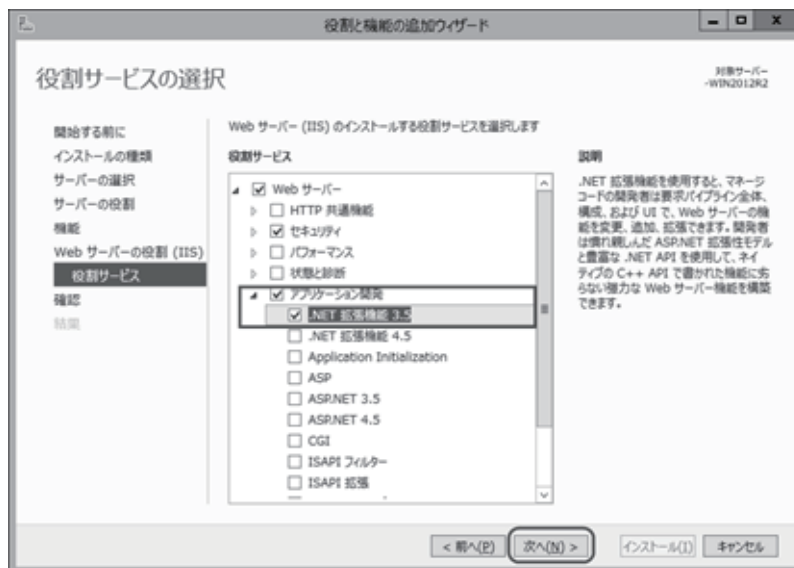 役割と機能の追加ウィザード
役割サービスの選択
対象サーバー
-WIN2012R2
開始する前に
インストールの種類
サーバーの選択
サーバーの役割
機能
Web サーバーの役割 (IIS)
役割サービス
確認
結果
Web サーバー (IIS) のインストールする役割サービスを選択します
役割サービス
Web サーバー
HTTP 共通機能
セキュリティ
パフォーマンス
状態と診断
アプリケーション開発
.NET 拡張機能 3.5
.NET 拡張機能 4.5
Application Initialization
ASP
ASP.NET 3.5
ASP.NET 4.5
CGI
ISAPI フィルター
ISAPI 拡張
説明
.NET 拡張機能を使用すると、マネージ
コードの開発者は要求パイプライン全体、
構成、および UI で、Web サーバーの機
能を変更、追加、拡張できます。開発者
は慣れ親しんだ ASP.NET 拡張性モデル
と豊富な .NET API を使用して、ネイ
ティブの C++ API で書かれた機能に劣
らない強力な Web サーバー機能を構築
できます。
< 前へ(P)
次へ(N) >
インストール(I)
キャンセル